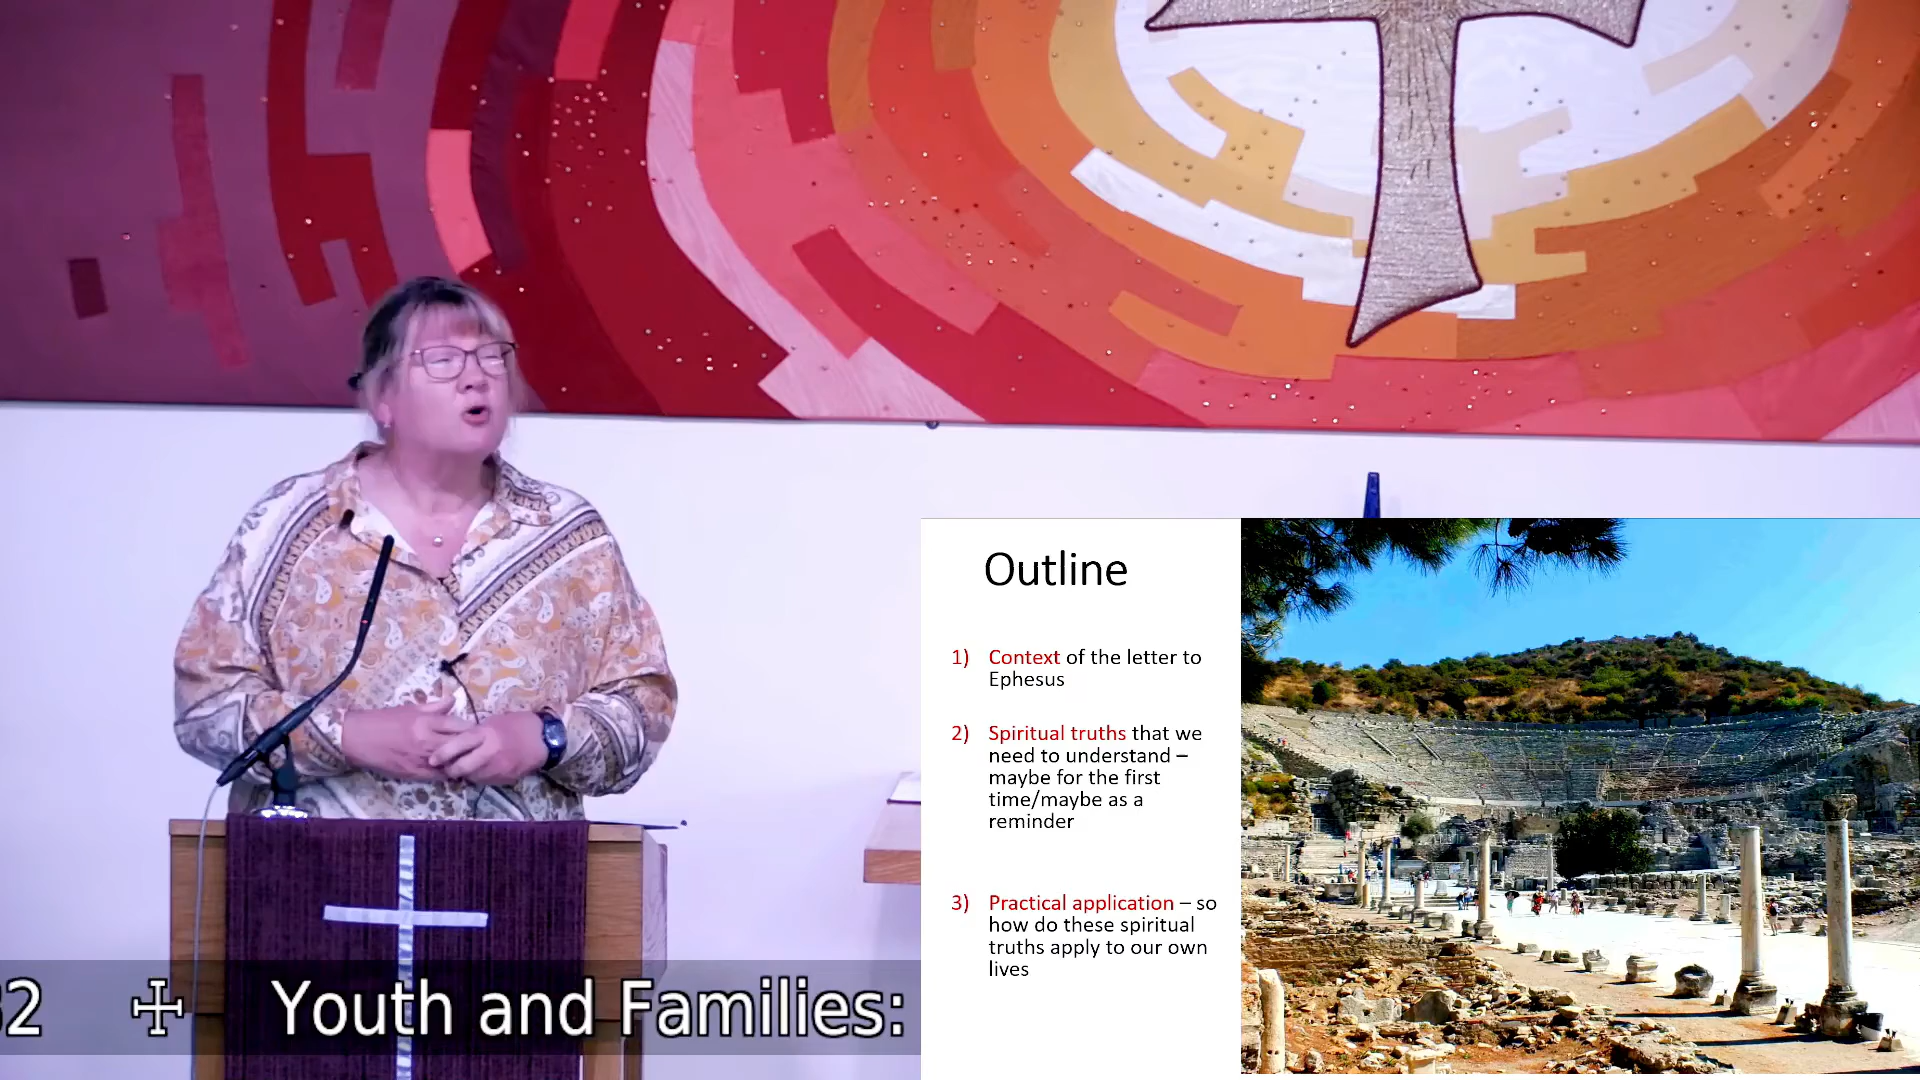 Outline
1) Context of the letter to
Ephesus
2) Spiritual truths that we
need to understand –
maybe for the first
time/maybe as a
reminder
3) Practical application – so
how do these spiritual
truths apply to our own
lives
2 ☩ Youth and Families: